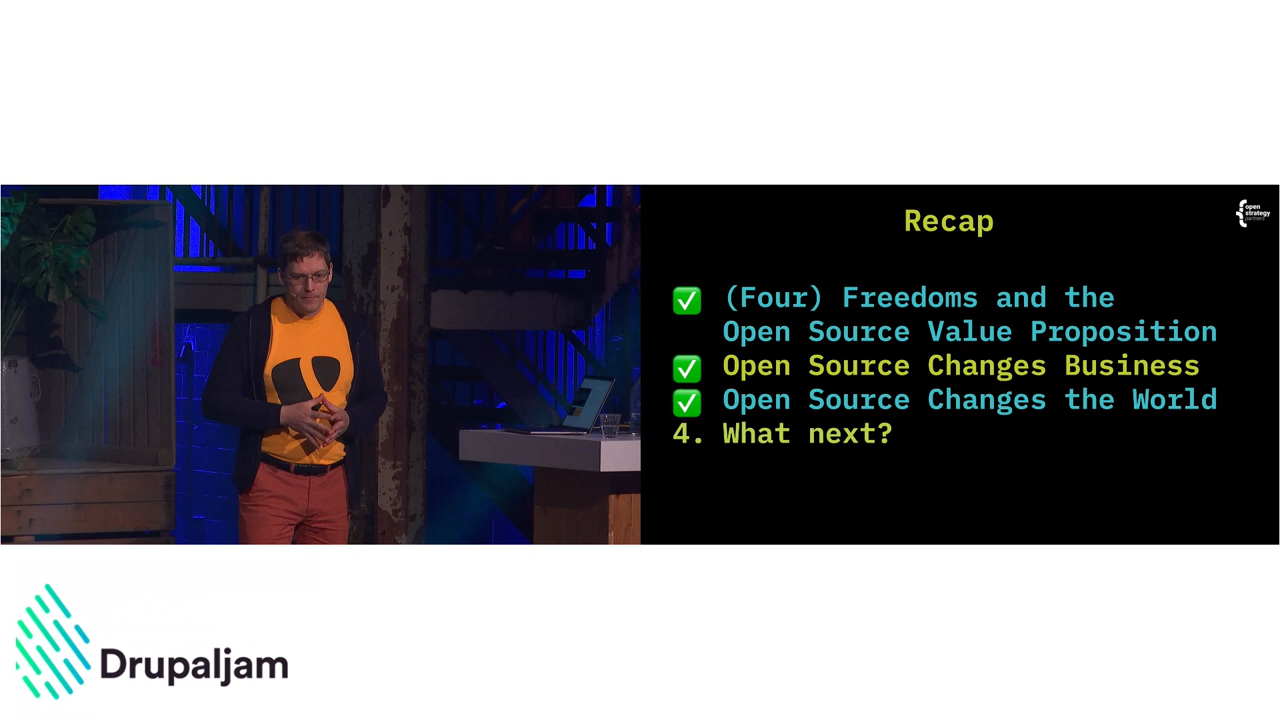 Recap
open
strategy
partners
✅ (Four) Freedoms and the
Open Source Value Proposition
✅ Open Source Changes Business
✅ Open Source Changes the World
4. What next?
Drupaljam